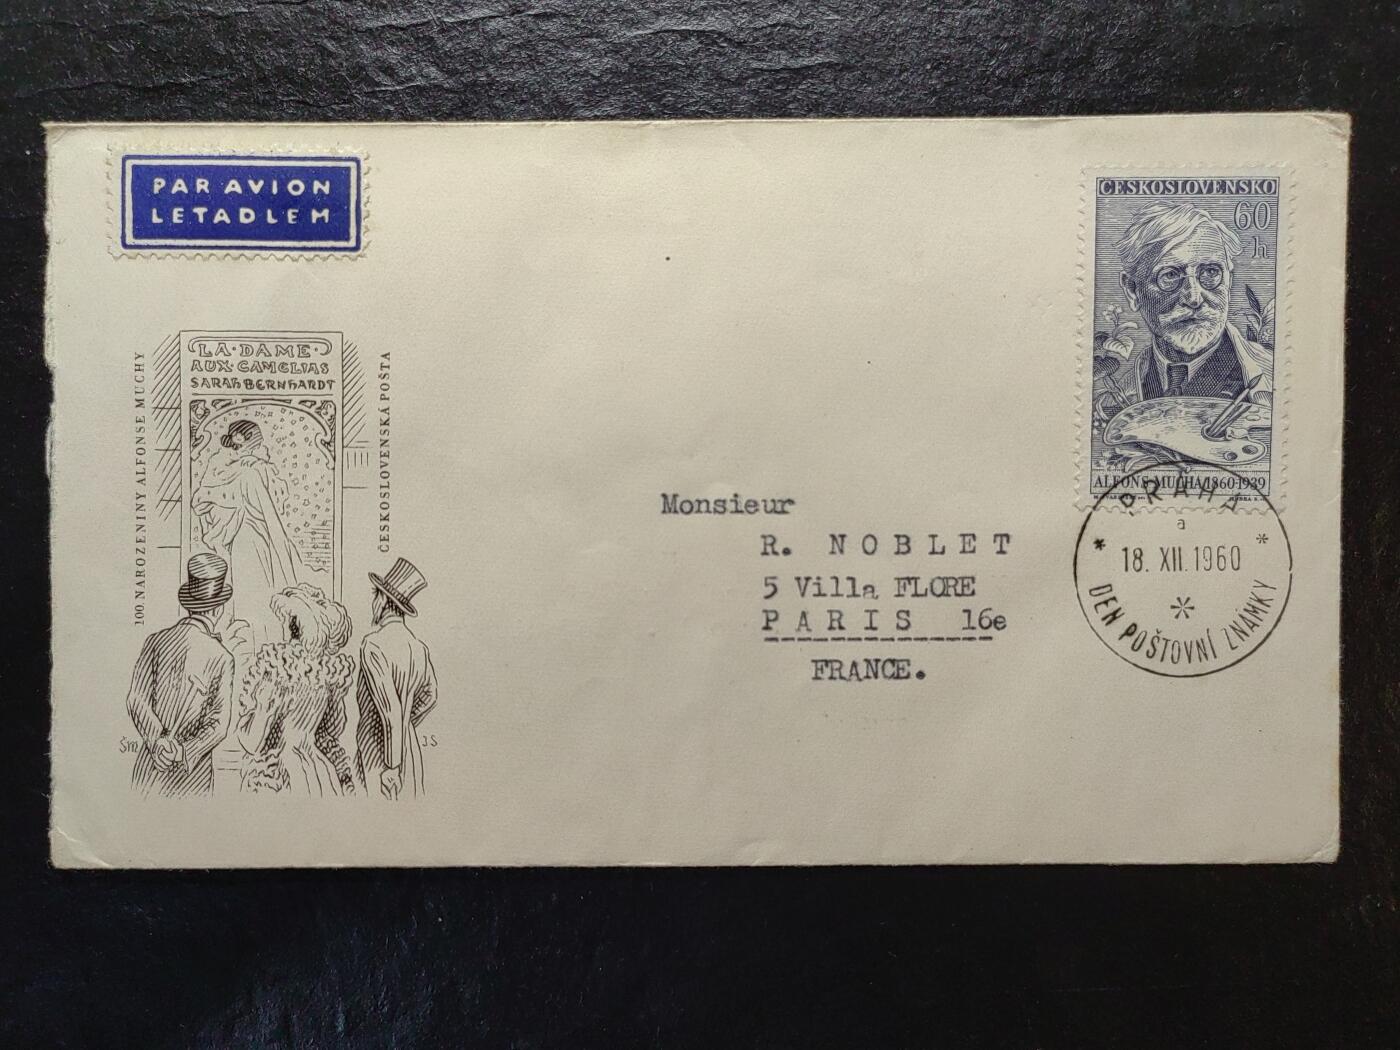 PAR AVION
LETADLEM
100. NAROZENINY ALFONSE MUCHY
LA·DAME·
AUX·CAMELIAS
SARAH BERNHARDT
ČESKOSLOVENSKÁ POŠTA
ŠM
JS
ČESKOSLOVENSKO
60
h
ALFONS MUCHA 1860-1939
PRAHA
a
* 18. XII. 1960 *
*
DEN POŠTOVNÍ ZNÁMKY
Monsieur
R. NOBLET
5 Villa FLORE
PARIS 16e
FRANCE.